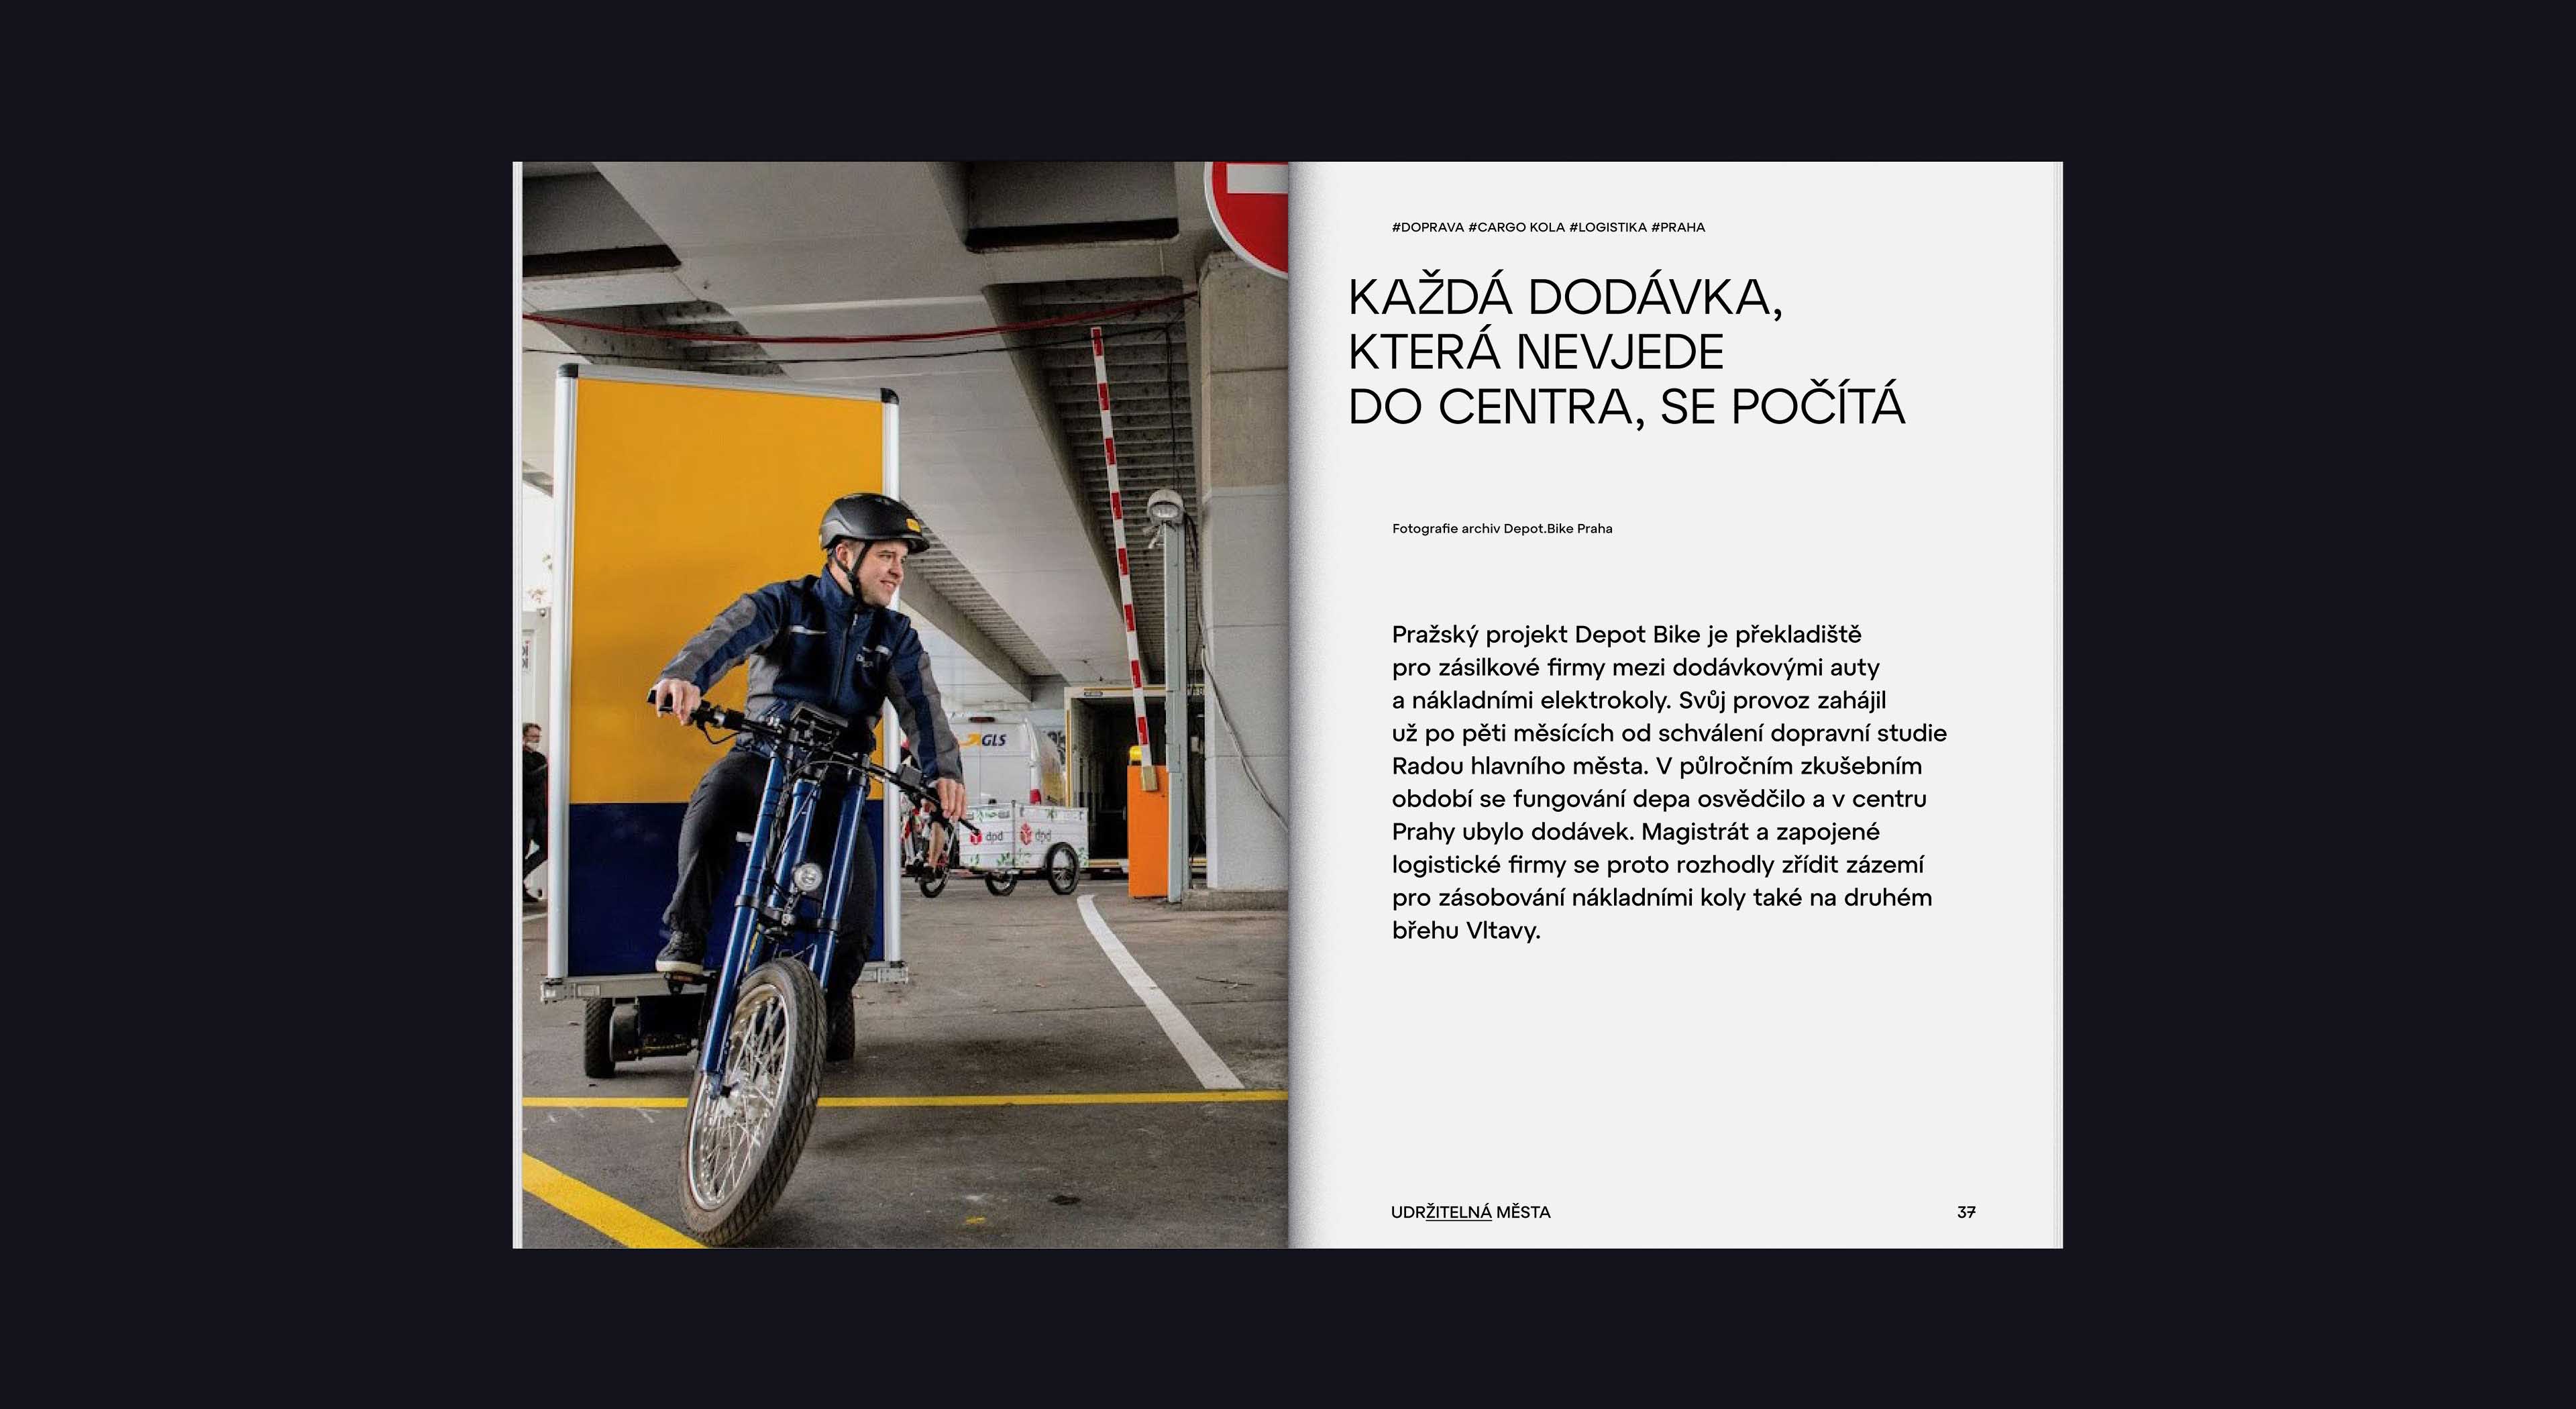 GLS
dpd
dpd
#DOPRAVA #CARGO KOLA #LOGISTIKA #PRAHA
KAŽDÁ DODÁVKA,
KTERÁ NEVJEDE
DO CENTRA, SE POČÍTÁ
Fotografie archiv Depot.Bike Praha
Pražský projekt Depot Bike je překladiště
pro zásilkové firmy mezi dodávkovými auty
a nákladními elektrokoly. Svůj provoz zahájil
už po pěti měsících od schválení dopravní studie
Radou hlavního města. V půlročním zkušebním
období se fungování depa osvědčilo a v centru
Prahy ubylo dodávek. Magistrát a zapojené
logistické firmy se proto rozhodly zřídit zázemí
pro zásobování nákladními koly také na druhém
břehu Vltavy.
UDRŽITELNÁ MĚSTA
37